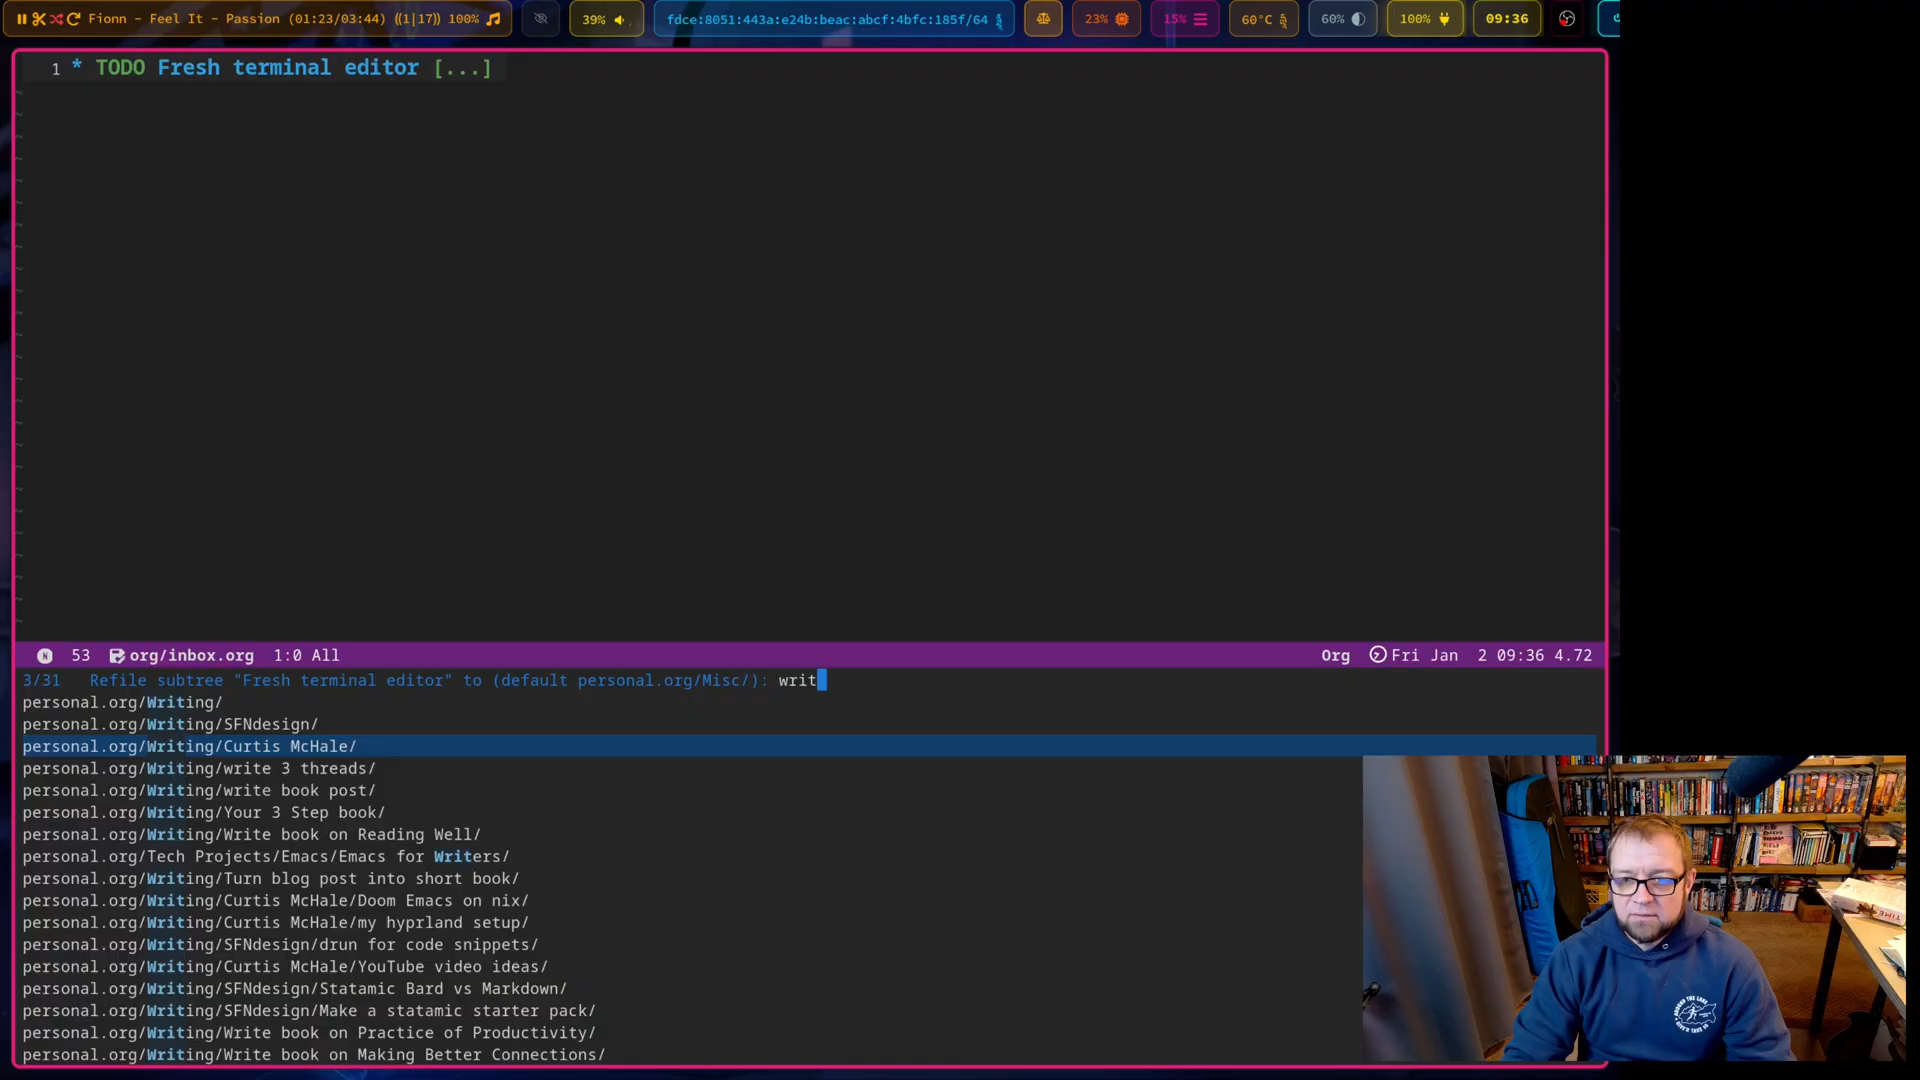 Fionn - Feel It - Passion (01:23/03:44) ((1|17) 100%
39%
fdce:8051:443a:e24b:beac:abcf:4bfc:185f/64
23%
15%
60°C
60%
100%
09:36
1 * TODO Fresh terminal editor [...]
N 53 org/inbox.org 1:0 All
Org Fri Jan 2 09:36 4.72
3/31 Refile subtree "Fresh terminal editor" to (default personal.org/Misc/): writ
personal.org/Writing/
personal.org/Writing/SFNdesign/
personal.org/Writing/Curtis McHale/
personal.org/Writing/write 3 threads/
personal.org/Writing/write book post/
personal.org/Writing/Your 3 Step book/
personal.org/Writing/Write book on Reading Well/
personal.org/Tech Projects/Emacs/Emacs for Writers/
personal.org/Writing/Turn blog post into short book/
personal.org/Writing/Curtis McHale/Doom Emacs on nix/
personal.org/Writing/Curtis McHale/my hyprland setup/
personal.org/Writing/SFNdesign/drun for code snippets/
personal.org/Writing/Curtis McHale/YouTube video ideas/
personal.org/Writing/SFNdesign/Statamic Bard vs Markdown/
personal.org/Writing/SFNdesign/Make a statamic starter pack/
personal.org/Writing/Write book on Practice of Productivity/
personal.org/Writing/Write book on Making Better Connections/
AROUND THE LAKE
GIVE'R TAKE 30
TIME